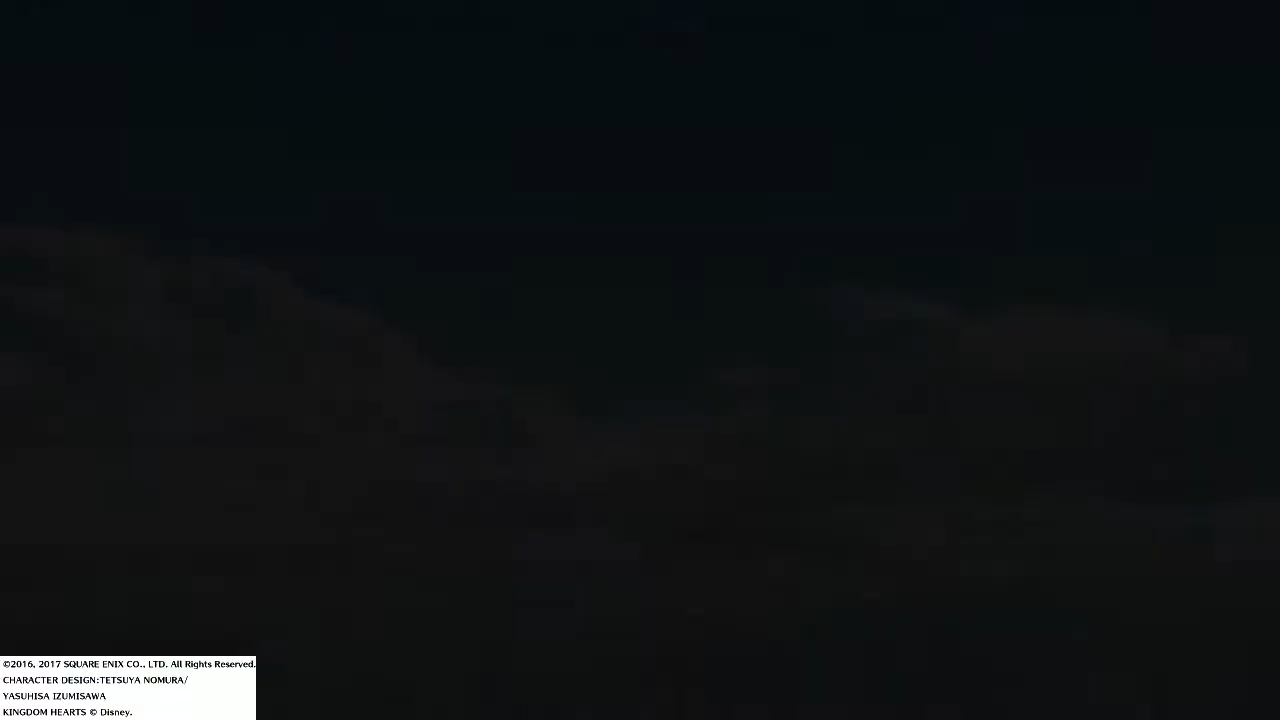 ©2016, 2017 SQUARE ENIX CO., LTD. All Rights Reserved.
CHARACTER DESIGN:TETSUYA NOMURA/
YASUHISA IZUMISAWA
KINGDOM HEARTS © Disney.